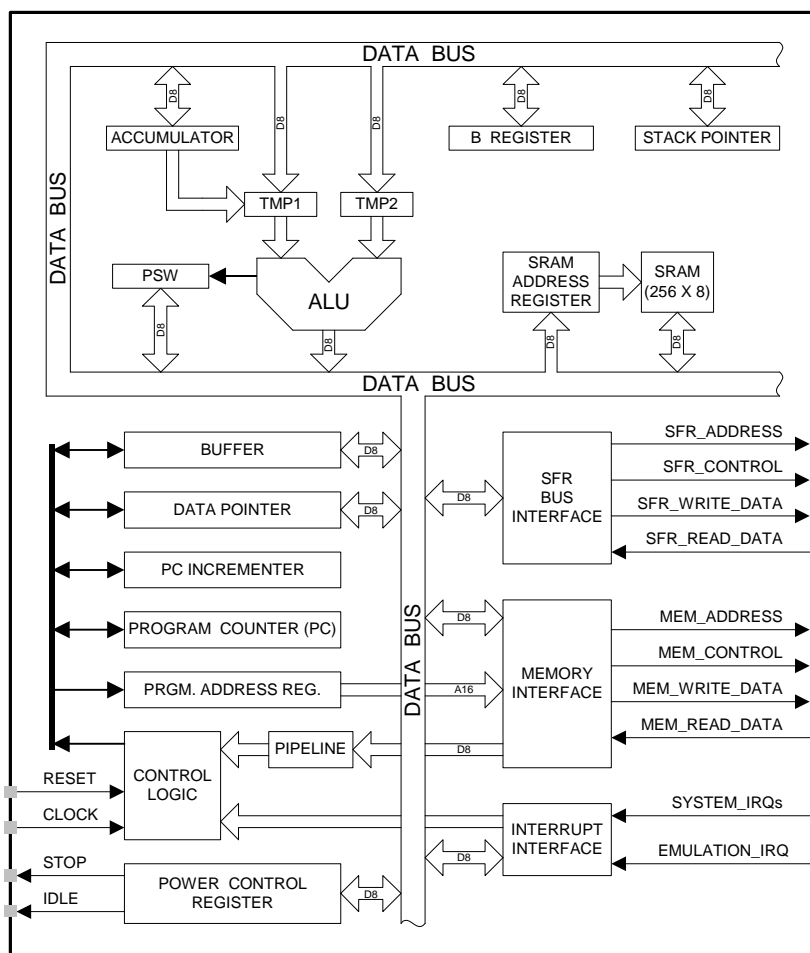 DATA BUS
D8
D8
D8
D8
D8
ACCUMULATOR
B REGISTER
STACK POINTER
DATA BUS
TMP1
TMP2
PSW
ALU
SRAM
ADDRESS
REGISTER
SRAM
(256 X 8)
D8
D8
D8
D8
DATA BUS
BUFFER
D8
DATA POINTER
D8
PC INCREMENTER
PROGRAM COUNTER (PC)
PRGM. ADDRESS REG.
A16
DATA BUS
D8
SFR
BUS
INTERFACE
SFR_ADDRESS
SFR_CONTROL
SFR_WRITE_DATA
SFR_READ_DATA
D8
MEMORY
INTERFACE
MEM_ADDRESS
MEM_CONTROL
MEM_WRITE_DATA
MEM_READ_DATA
CONTROL
LOGIC
PIPELINE
D8
RESET
CLOCK
INTERRUPT
INTERFACE
SYSTEM_IRQs
EMULATION_IRQ
D8
STOP
IDLE
POWER CONTROL
REGISTER
D8